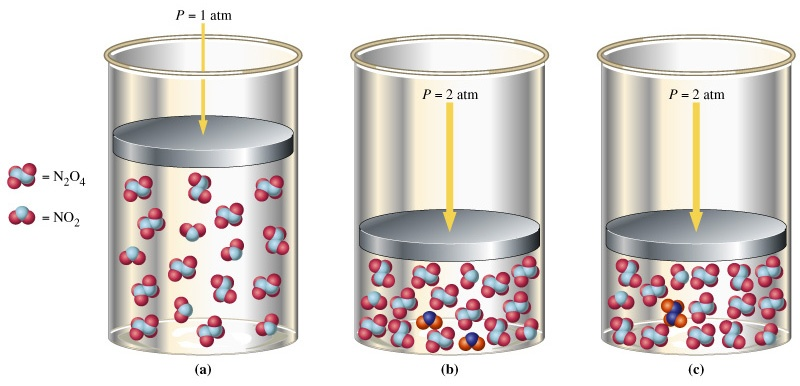 P = 1 atm
P = 2 atm
P = 2 atm
= N₂O₄
= NO₂
(a)
(b)
(c)